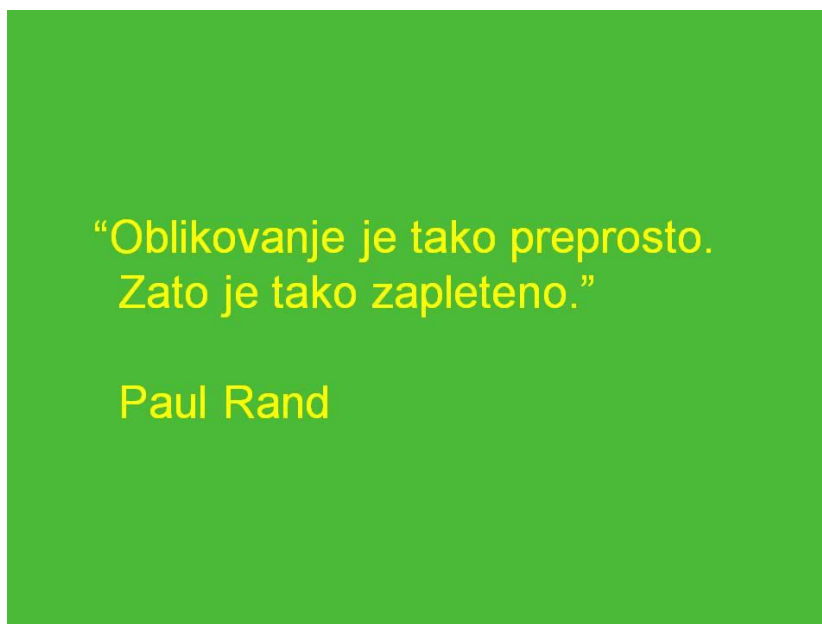 “Oblikovanje je tako preprosto.
Zato je tako zapleteno.”
Paul Rand